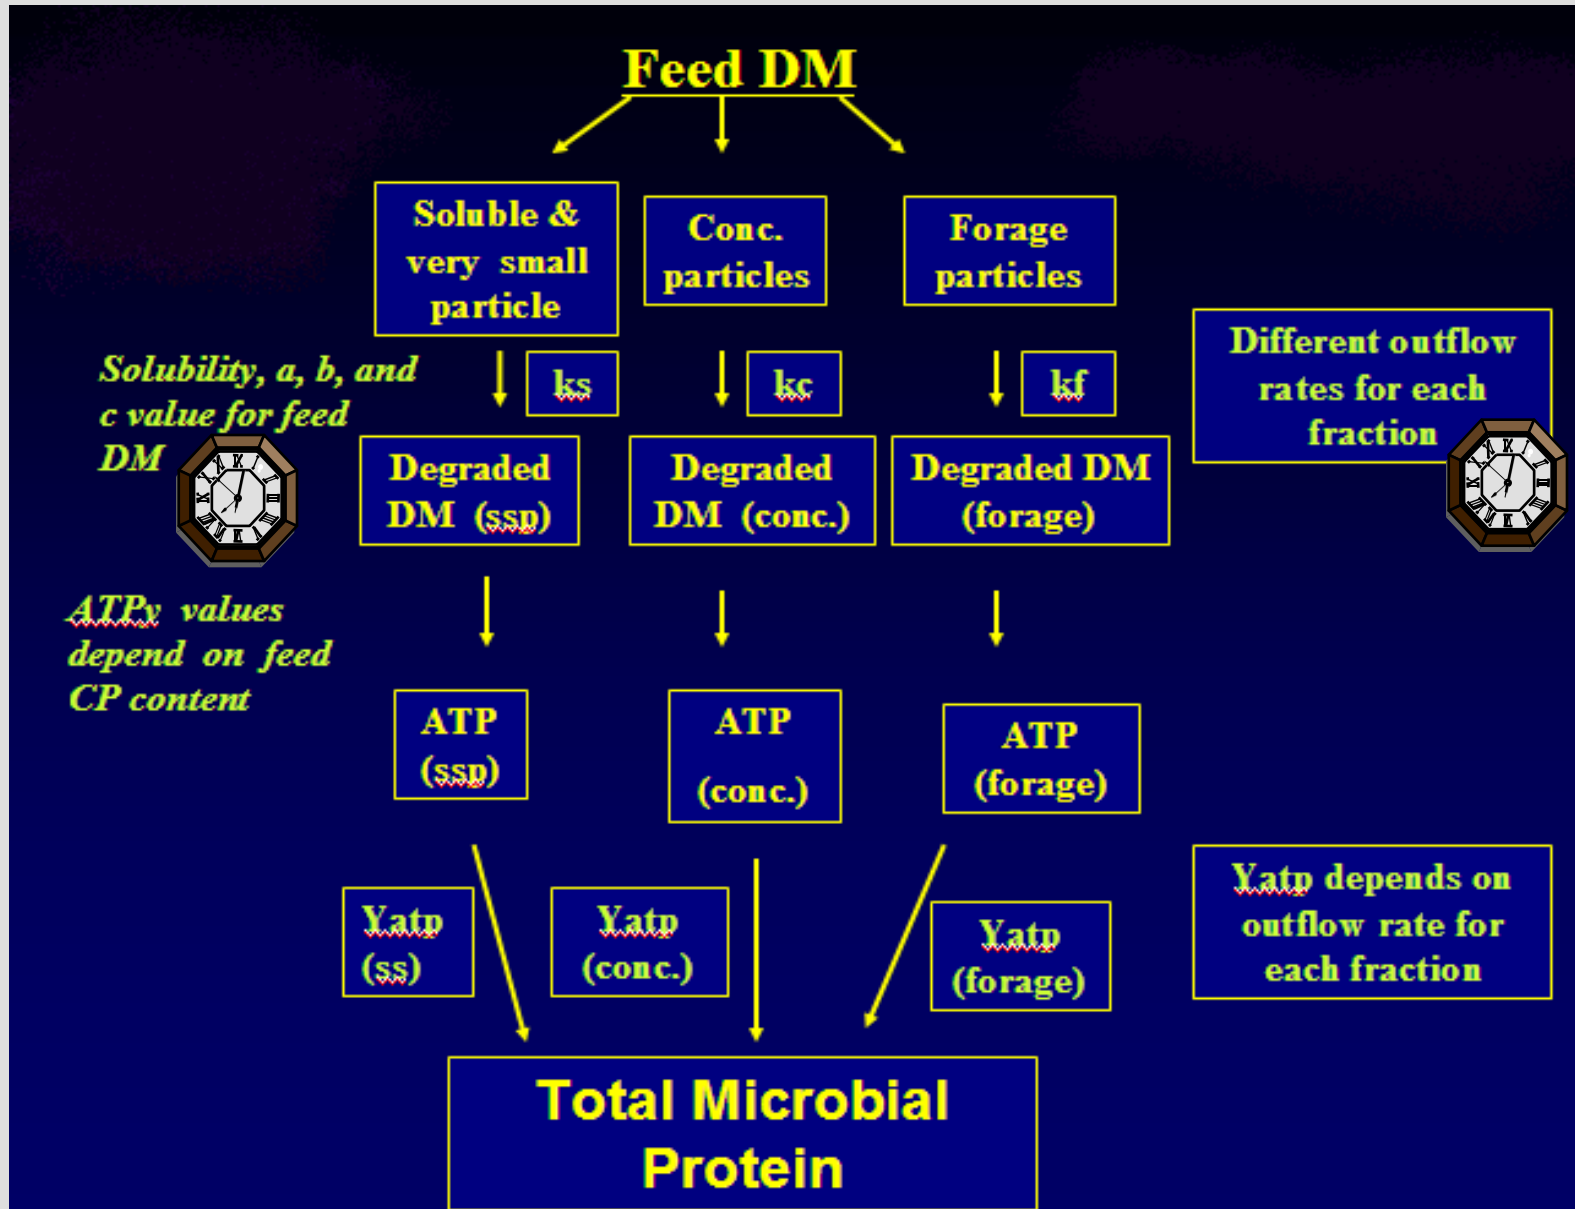 Feed DM
Soluble &
very small
particle
Conc.
particles
Forage
particles
Different outflow
rates for each
fraction
Solubility, a, b, and
c value for feed
DM
ks
kc
kf
Degraded
DM (ssp)
Degraded
DM (conc.)
Degraded DM
(forage)
ATPy values
depend on feed
CP content
ATP
(ssp)
ATP
(conc.)
ATP
(forage)
Yatp
(ss)
Yatp
(conc.)
Yatp
(forage)
Yatp depends on
outflow rate for
each fraction
Total Microbial
Protein